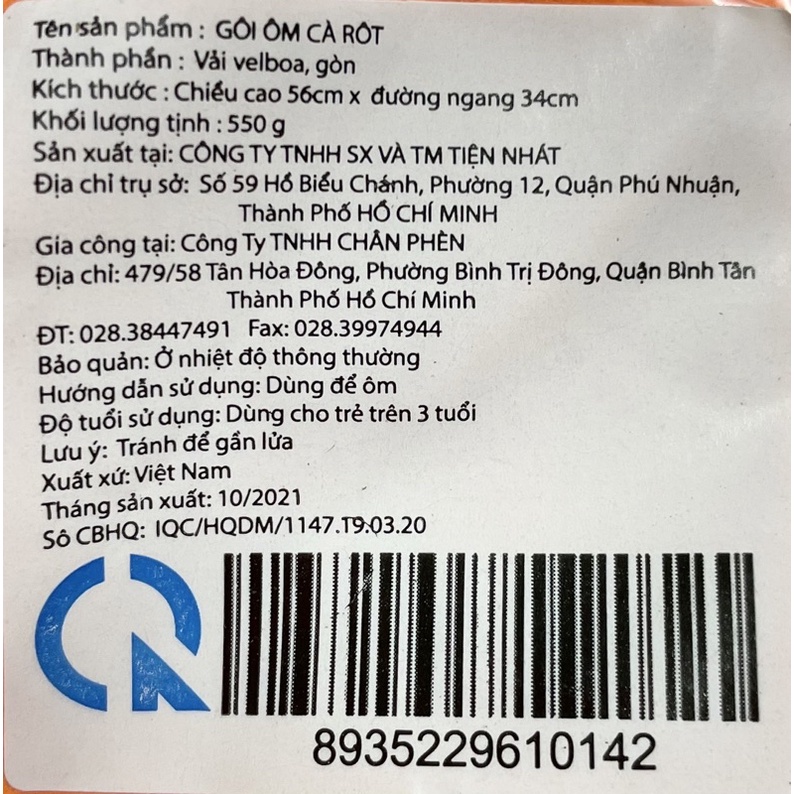 Tên sản phẩm : GỐI ÔM CÀ RỐT
Thành phần : Vải velboa, gòn
Kích thước : Chiều cao 56cm x đường ngang 34cm
Khối lượng tịnh : 550 g
Sản xuất tại: CÔNG TY TNHH SX VÀ TM TIỆN NHÁT
Địa chỉ trụ sở: Số 59 Hồ Biểu Chánh, Phường 12, Quận Phú Nhuận,
Thành Phố HỒ CHÍ MINH
Gia công tại: Công Ty TNHH CHÂN PHÈN
Địa chỉ: 479/58 Tân Hòa Đông, Phường Bình Trị Đông, Quận Bình Tân
Thành Phố Hồ Chí Minh
ĐT: 028.38447491 Fax: 028.39974944
Bảo quản: Ở nhiệt độ thông thường
Hướng dẫn sử dụng: Dùng để ôm
Độ tuổi sử dụng: Dùng cho trẻ trên 3 tuổi
Lưu ý: Tránh để gần lửa
Xuất xứ: Việt Nam
Tháng sản xuất: 10/2021
Số CBHQ: IQC/HQDM/1147.T9.03.20
8935229610142